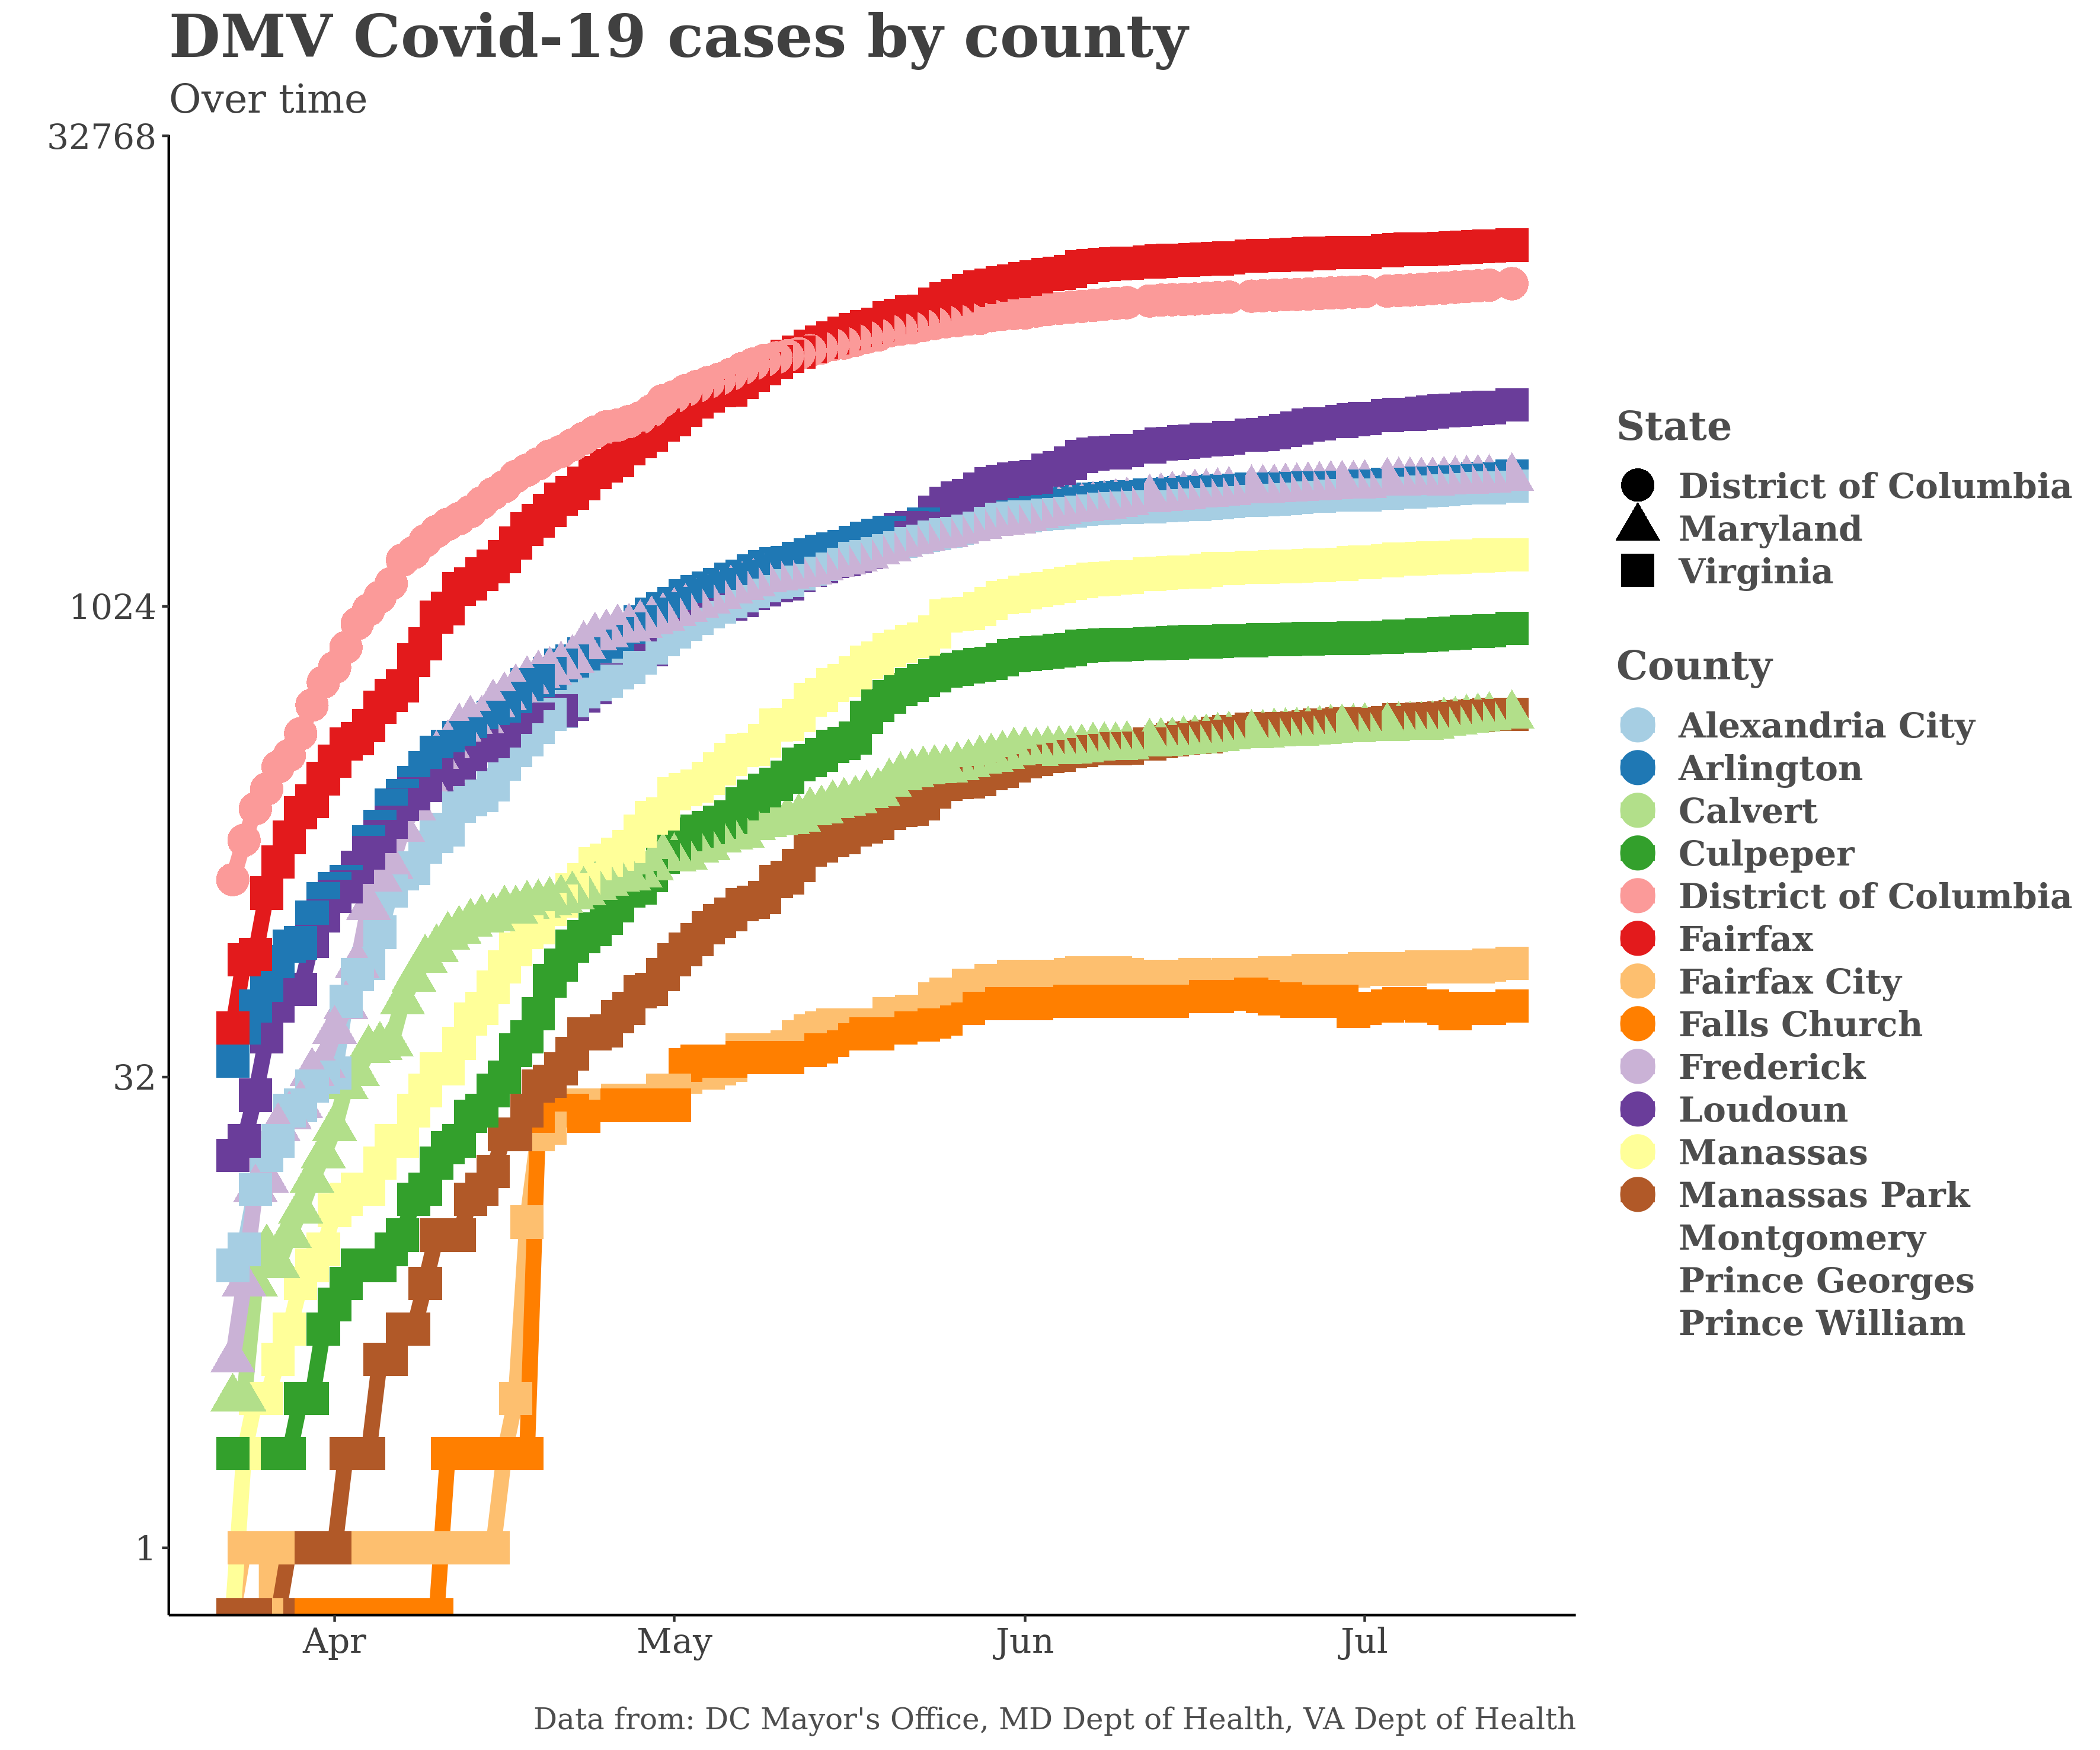 DMV Covid-19 cases by county
Over time
32768
1024
32
1
Apr
May
Jun
Jul
State
District of Columbia
Maryland
Virginia
County
Alexandria City
Arlington
Calvert
Culpeper
District of Columbia
Fairfax
Fairfax City
Falls Church
Frederick
Loudoun
Manassas
Manassas Park
Montgomery
Prince Georges
Prince William
Data from: DC Mayor's Office, MD Dept of Health, VA Dept of Health